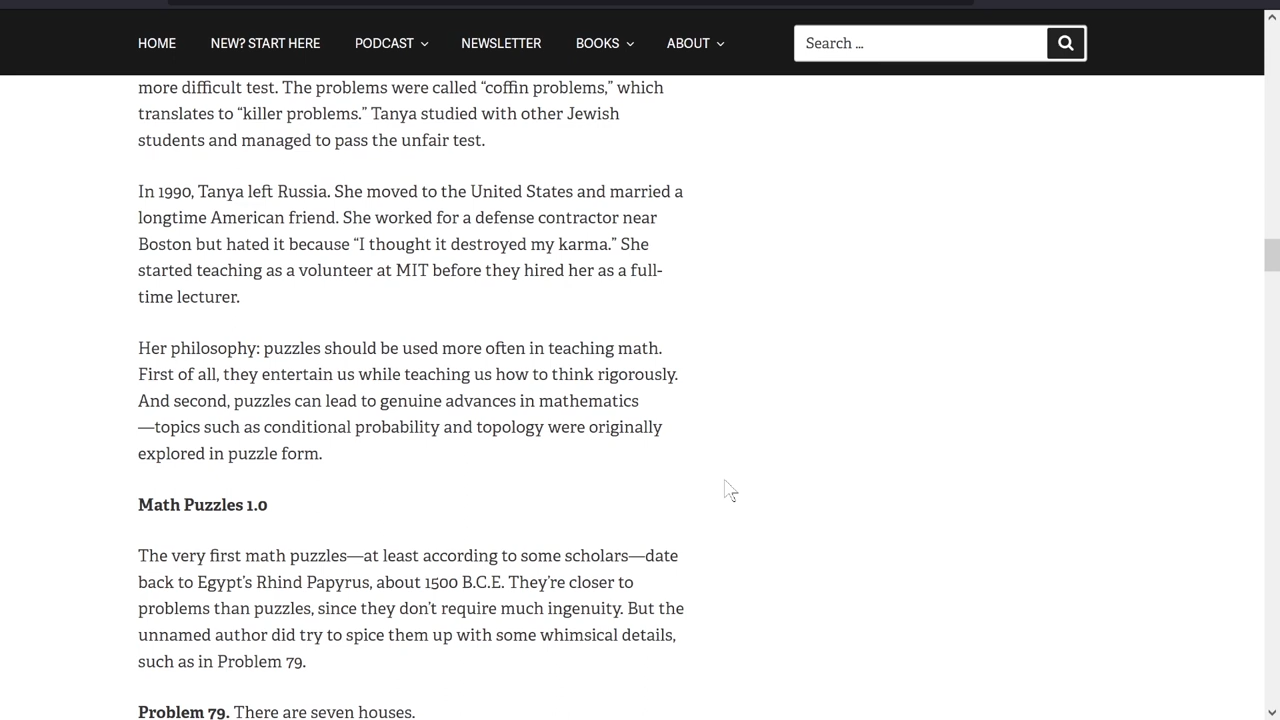 HOME NEW? START HERE PODCAST NEWSLETTER BOOKS ABOUT Search ...
more difficult test. The problems were called “coffin problems,” which
translates to “killer problems.” Tanya studied with other Jewish
students and managed to pass the unfair test.
In 1990, Tanya left Russia. She moved to the United States and married a
longtime American friend. She worked for a defense contractor near
Boston but hated it because “I thought it destroyed my karma.” She
started teaching as a volunteer at MIT before they hired her as a full-
time lecturer.
Her philosophy: puzzles should be used more often in teaching math.
First of all, they entertain us while teaching us how to think rigorously.
And second, puzzles can lead to genuine advances in mathematics
—topics such as conditional probability and topology were originally
explored in puzzle form.
Math Puzzles 1.0
The very first math puzzles—at least according to some scholars—date
back to Egypt’s Rhind Papyrus, about 1500 B.C.E. They’re closer to
problems than puzzles, since they don’t require much ingenuity. But the
unnamed author did try to spice them up with some whimsical details,
such as in Problem 79.
Problem 79. There are seven houses.